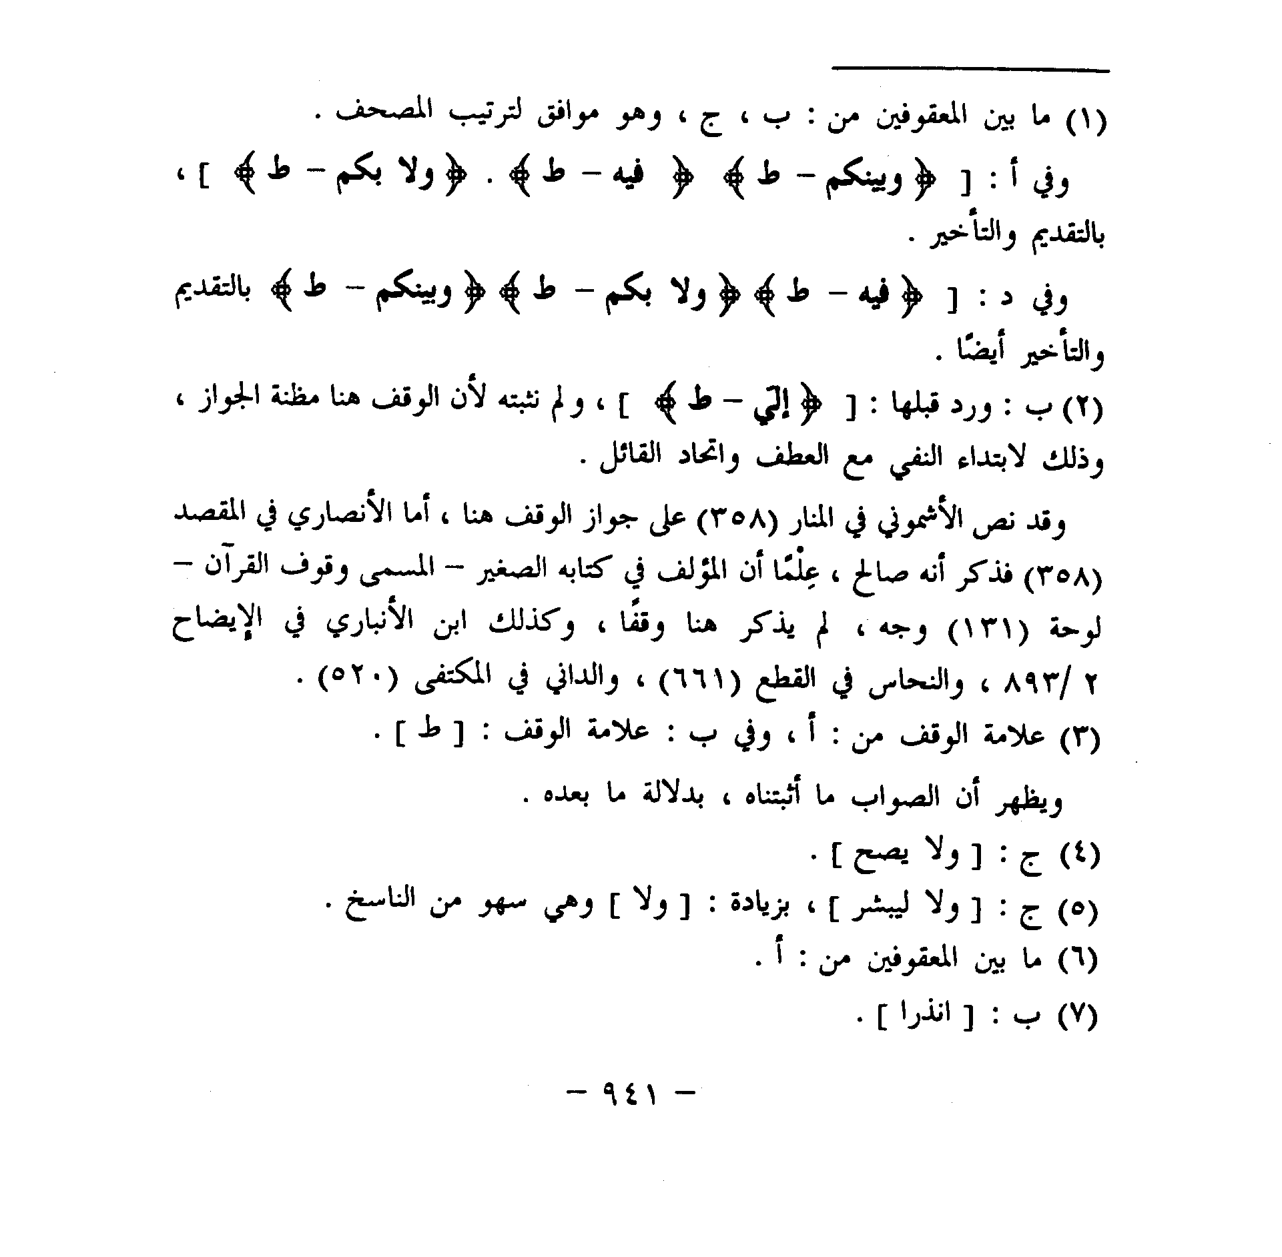 (١) ما بين المعقوفين من : ب ، ج ، وهو موافق لترتيب المصحف .
وفي أ : [ ﴿ وبينكم – ط ﴾ ﴿ فيه – ط ﴾ . ﴿ ولا بكم – ط ﴾ ] ،
بالتقديم والتأخير .
وفي د : [ ﴿ فيه – ط ﴾ ﴿ ولا بكم – ط ﴾ ﴿ وبينكم – ط ﴾ بالتقديم
والتأخير أيضًا .
(٢) ب : ورد قبلها : [ ﴿ إليّ – ط ﴾ ] ، ولم نثبته لأن الوقف هنا مظنة الجواز ،
وذلك لابتداء النفي مع العطف واتحاد القائل .
وقد نص الأشموني في المنار (٣٥٨) على جواز الوقف هنا ، أما الأنصاري في المقصد
(٣٥٨) فذكر أنه صالح ، عِلْمًا أن المؤلف في كتابه الصغير – المسمى وقوف القرآن –
لوحة (١٣١) وجه ، لم يذكر هنا وقفًا ، وكذلك ابن الأنباري في الإيضاح
٢ /٨٩٣ ، والنحاس في القطع (٦٦١) ، والداني في المكتفى (٥٢٠) .
(٣) علامة الوقف من : أ ، وفي ب : علامة الوقف : [ ط ] .
ويظهر أن الصواب ما أثبتناه ، بدلالة ما بعده .
(٤) ج : [ ولا يصح ] .
(٥) ج : [ ولا ليبشر ] ، بزيادة : [ ولا ] وهي سهو من الناسخ .
(٦) ما بين المعقوفين من : أ .
(٧) ب : [ انذرا ] .
– ٩٤١ –